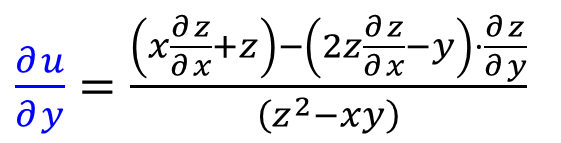 ∂u/∂y = ((x ∂z/∂x + z) − (2z ∂z/∂x − y) · ∂z/∂y) / (z² − xy)